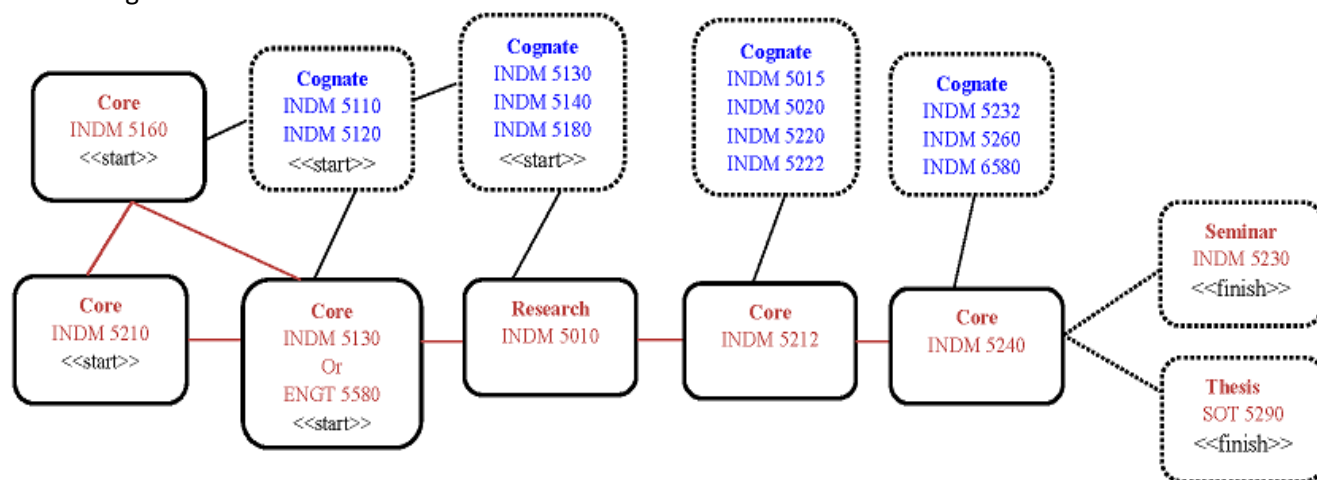 Core
INDM 5160
<<start>>
Cognate
INDM 5110
INDM 5120
<<start>>
Cognate
INDM 5130
INDM 5140
INDM 5180
<<start>>
Cognate
INDM 5015
INDM 5020
INDM 5220
INDM 5222
Cognate
INDM 5232
INDM 5260
INDM 6580
Core
INDM 5210
<<start>>
Core
INDM 5130
Or
ENGT 5580
<<start>>
Research
INDM 5010
Core
INDM 5212
Core
INDM 5240
Seminar
INDM 5230
<<finish>>
Thesis
SOT 5290
<<finish>>